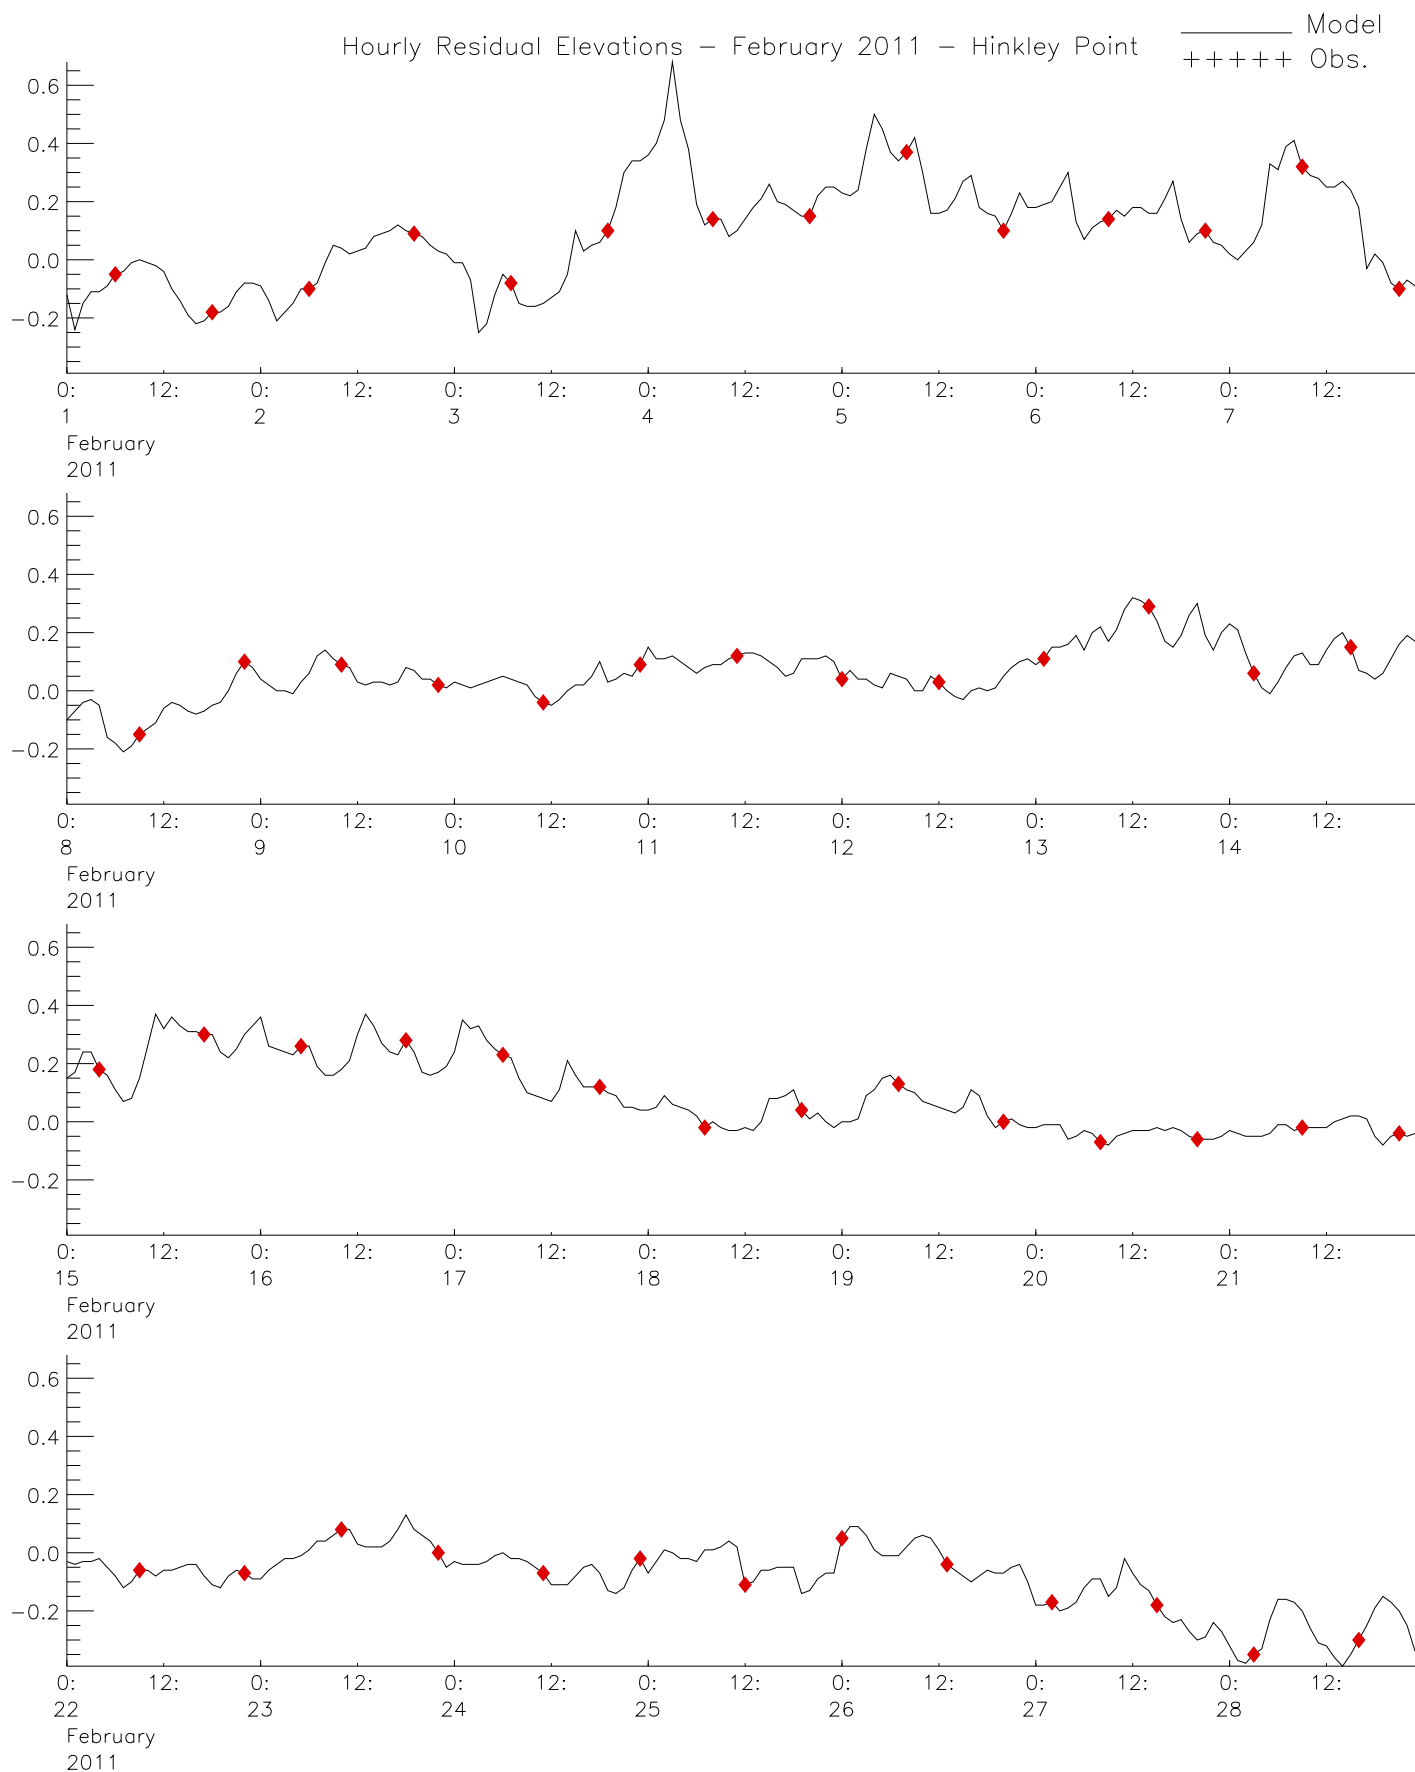 Hourly Residual Elevations − February 2011 − Hinkley Point
Model
+++++ Obs.
0.6
0.4
0.2
0.0
−0.2
0: 12: 0: 12: 0: 12: 0: 12: 0: 12: 0: 12: 0: 12:
1 2 3 4 5 6 7
February
2011
0.6
0.4
0.2
0.0
−0.2
0: 12: 0: 12: 0: 12: 0: 12: 0: 12: 0: 12: 0: 12:
8 9 10 11 12 13 14
February
2011
0.6
0.4
0.2
0.0
−0.2
0: 12: 0: 12: 0: 12: 0: 12: 0: 12: 0: 12: 0: 12:
15 16 17 18 19 20 21
February
2011
0.6
0.4
0.2
0.0
−0.2
0: 12: 0: 12: 0: 12: 0: 12: 0: 12: 0: 12: 0: 12:
22 23 24 25 26 27 28
February
2011